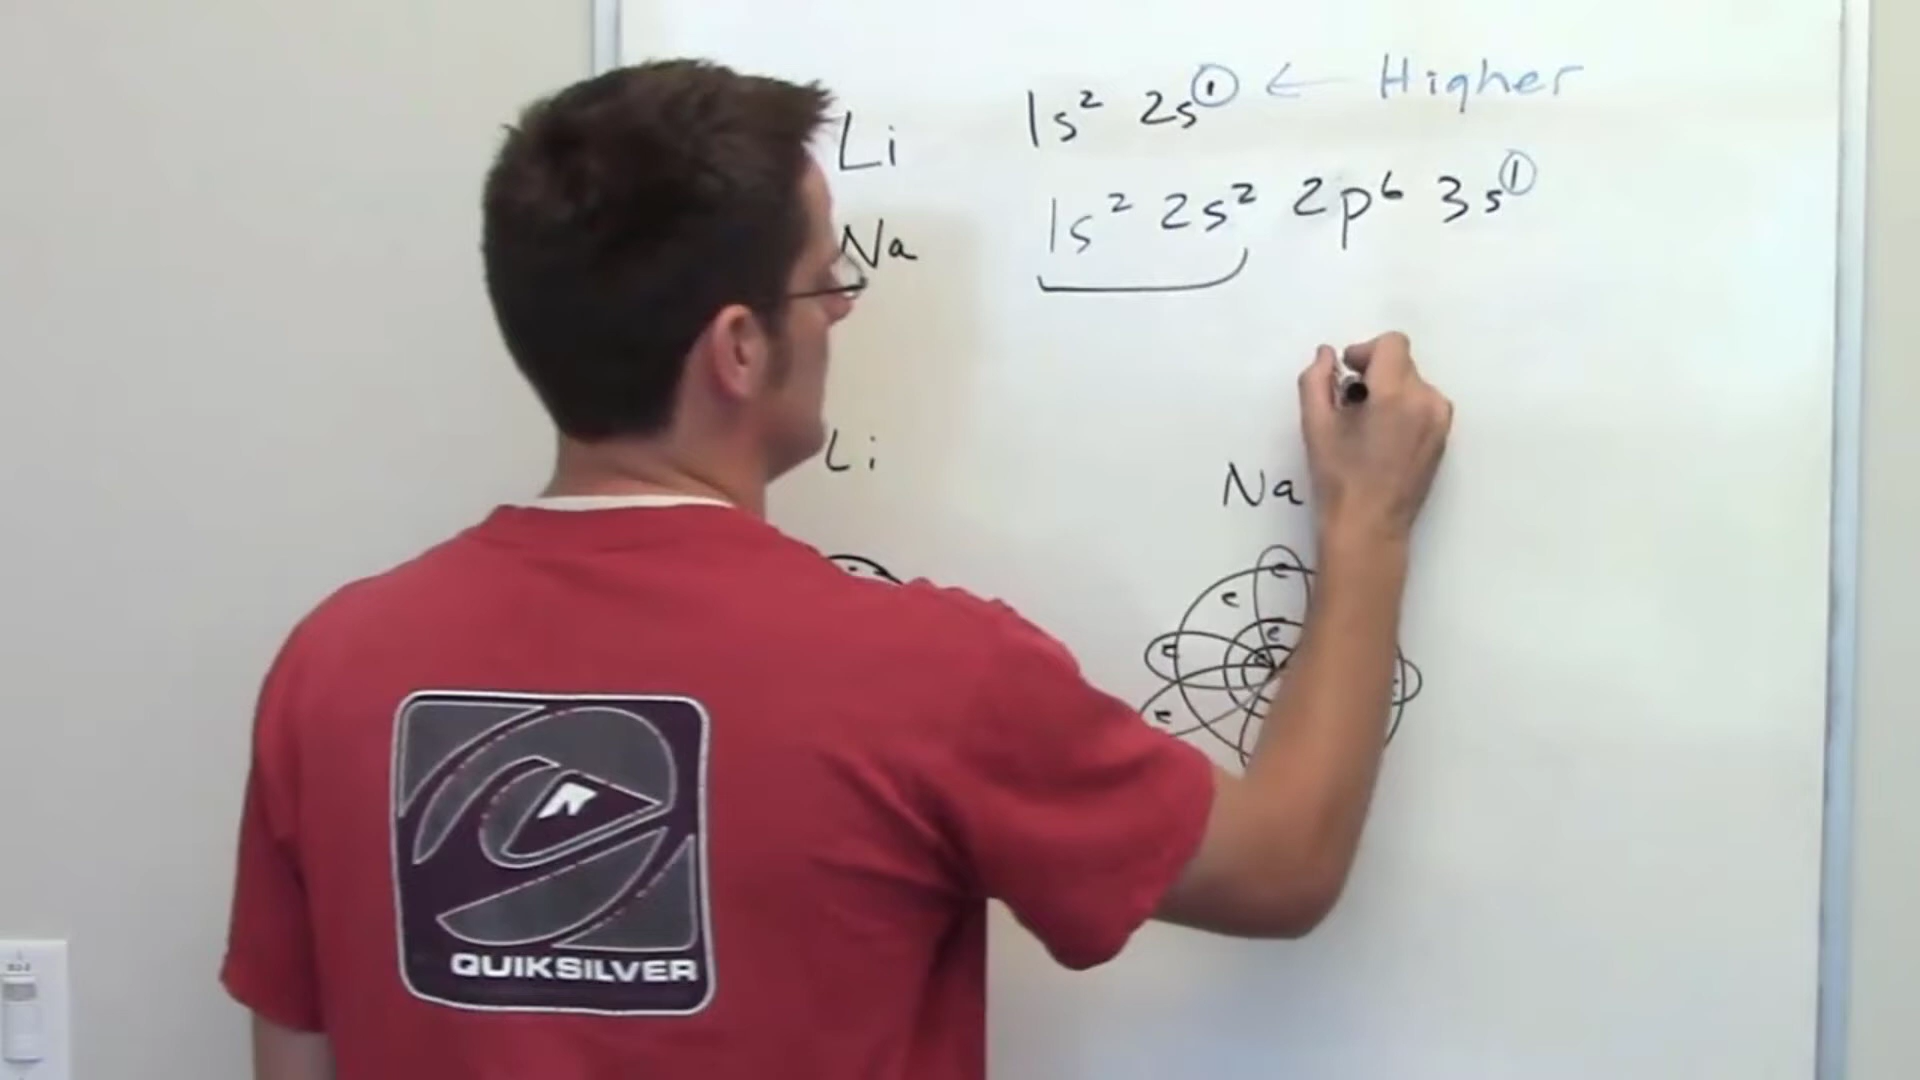 Li 1s² 2s① ← Higher
Na 1s² 2s² 2p⁶ 3s①
Li
Na
e
e
e
e
e
QUIKSILVER